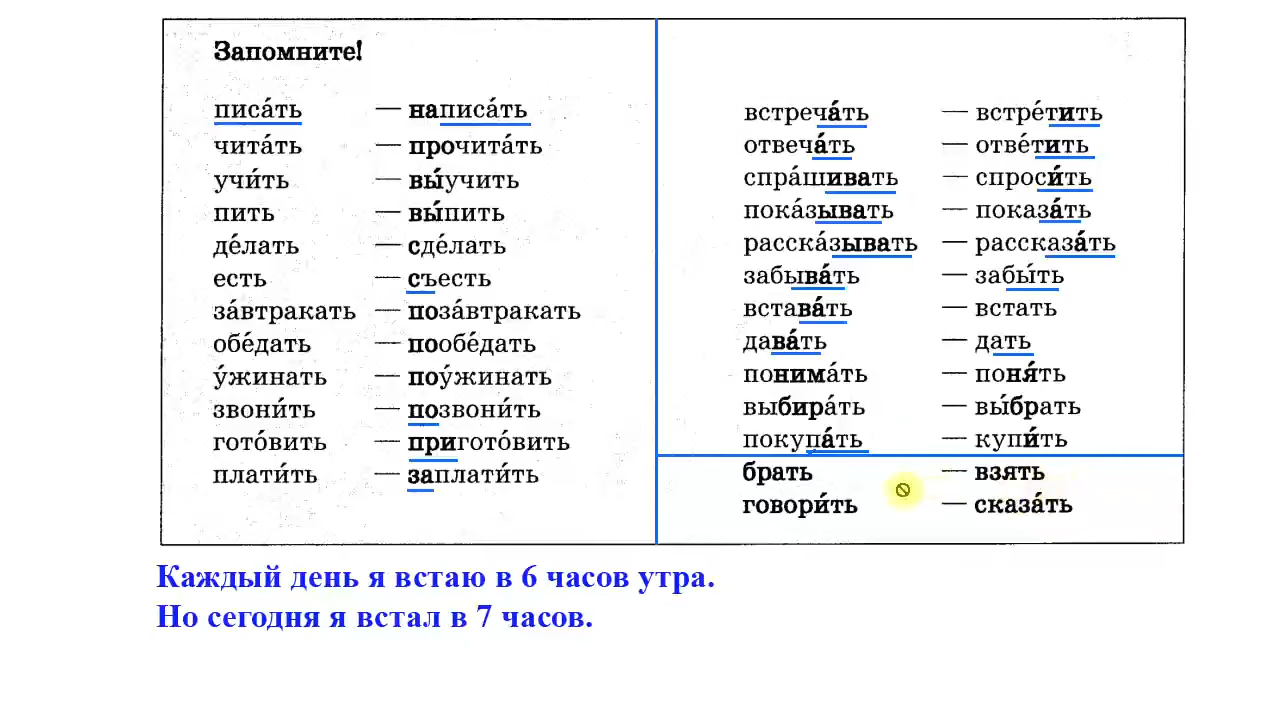 Запомните!
писа́ть — написа́ть
чита́ть — прочита́ть
учи́ть — вы́учить
пить — вы́пить
де́лать — сде́лать
есть — съесть
за́втракать — поза́втракать
обе́дать — пообе́дать
у́жинать — поу́жинать
звони́ть — позвони́ть
гото́вить — пригото́вить
плати́ть — заплати́ть
встреча́ть — встре́тить
отвеча́ть — отве́тить
спра́шивать — спроси́ть
пока́зывать — показа́ть
расска́зывать — рассказа́ть
забыва́ть — забы́ть
встава́ть — встать
дава́ть — дать
понима́ть — поня́ть
выбира́ть — вы́брать
покупа́ть — купи́ть
брать — взять
говори́ть — сказа́ть
Каждый день я встаю в 6 часов утра.
Но сегодня я встал в 7 часов.